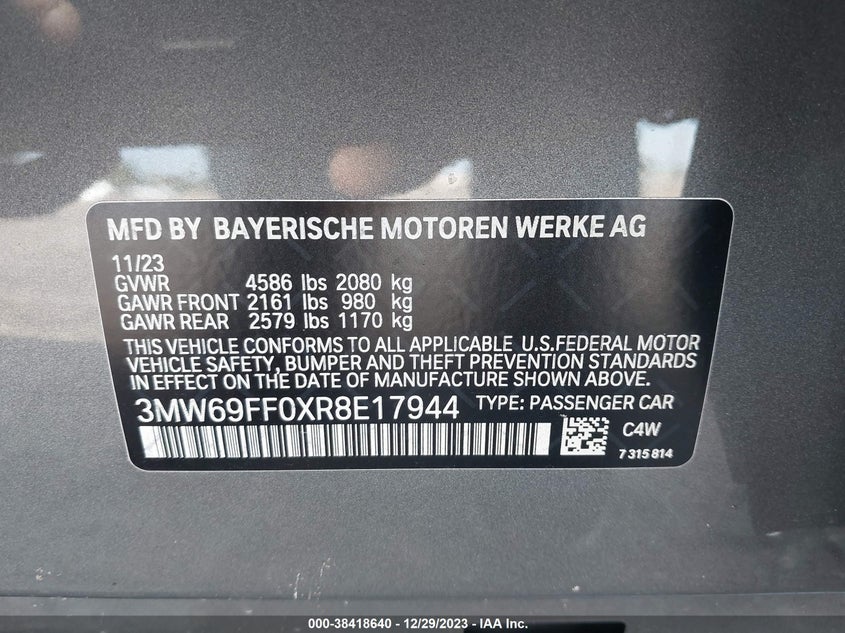 MFD BY BAYERISCHE MOTOREN WERKE AG
11/23
GVWR 4586 lbs 2080 kg
GAWR FRONT 2161 lbs 980 kg
GAWR REAR 2579 lbs 1170 kg
THIS VEHICLE CONFORMS TO ALL APPLICABLE U.S.FEDERAL MOTOR
VEHICLE SAFETY, BUMPER AND THEFT PREVENTION STANDARDS
IN EFFECT ON THE DATE OF MANUFACTURE SHOWN ABOVE.
3MW69FF0XR8E17944 TYPE: PASSENGER CAR
C4W
7 315 814
000-38418640 - 12/29/2023 - IAA Inc.